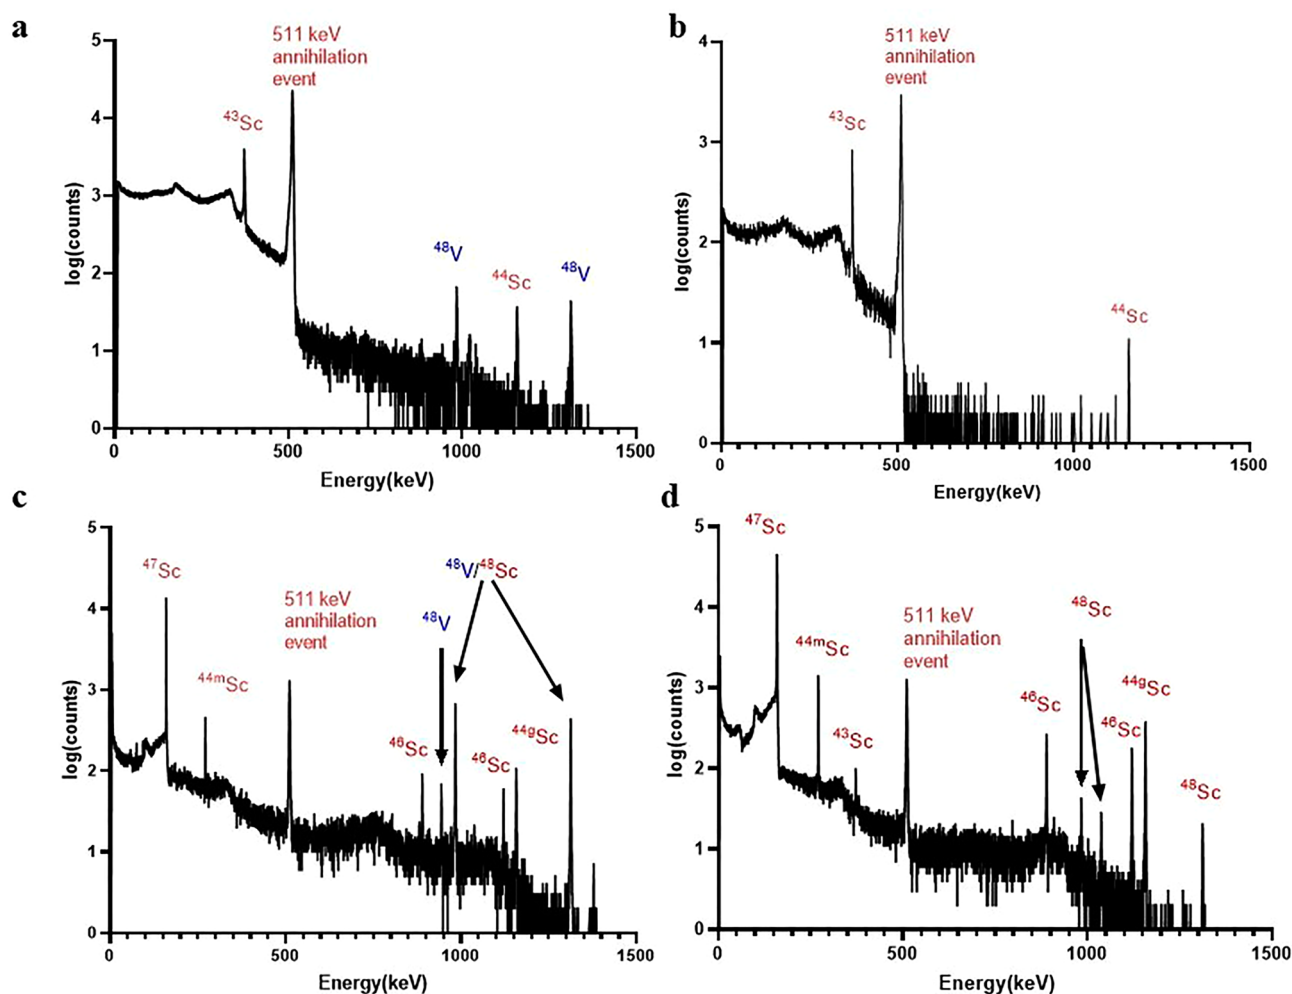 a
511 keV
annihilation
event
⁴³Sc
⁴⁸V
⁴⁴Sc
⁴⁸V
5
4
3
2
1
0
log(counts)
0
500
1000
1500
Energy(keV)
b
511 keV
annihilation
event
⁴³Sc
⁴⁴Sc
4
3
2
1
0
log(counts)
0
500
1000
1500
Energy(keV)
c
⁴⁷Sc
⁴⁸V/⁴⁸Sc
511 keV
annihilation
event
⁴⁸V
⁴⁴ᵐSc
⁴⁶Sc
⁴⁶Sc
⁴⁴ᵍSc
5
4
3
2
1
0
log(counts)
0
500
1000
1500
Energy(keV)
d
⁴⁷Sc
⁴⁸Sc
511 keV
annihilation
event
⁴⁴ᵐSc
⁴³Sc
⁴⁶Sc
⁴⁴ᵍSc
⁴⁶Sc
⁴⁸Sc
5
4
3
2
1
0
log(counts)
0
500
1000
1500
Energy(keV)